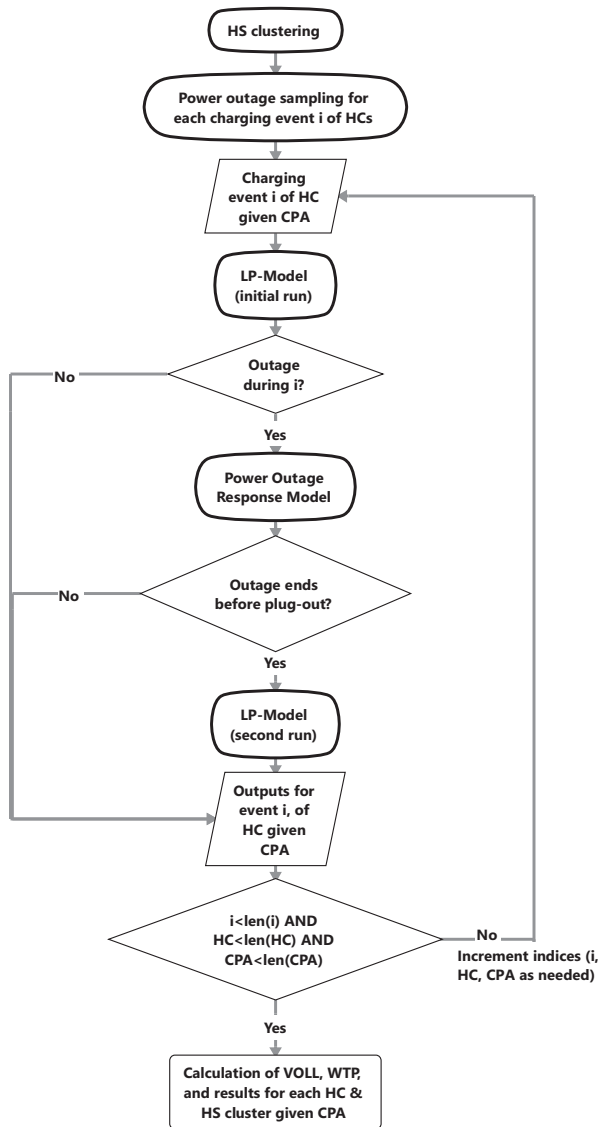 HS clustering
Power outage sampling for
each charging event i of HCs
Charging
event i of HC
given CPA
LP-Model
(initial run)
Outage
during i?
No
Yes
Power Outage
Response Model
Outage ends
before plug-out?
No
Yes
LP-Model
(second run)
Outputs for
event i, of
HC given
CPA
i<len(i) AND
HC<len(HC) AND
CPA<len(CPA)
No
Increment indices (i,
HC, CPA as needed)
Yes
Calculation of VOLL, WTP,
and results for each HC &
HS cluster given CPA